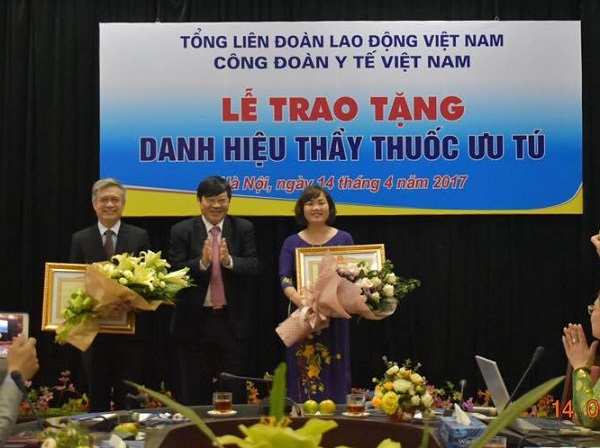 TỔNG LIÊN ĐOÀN LAO ĐỘNG VIỆT NAM
CÔNG ĐOÀN Y TẾ VIỆT NAM
LỄ TRAO TẶNG
DANH HIỆU THẦY THUỐC ƯU TÚ
Hà Nội, ngày 14 tháng 4 năm 2017
14.0